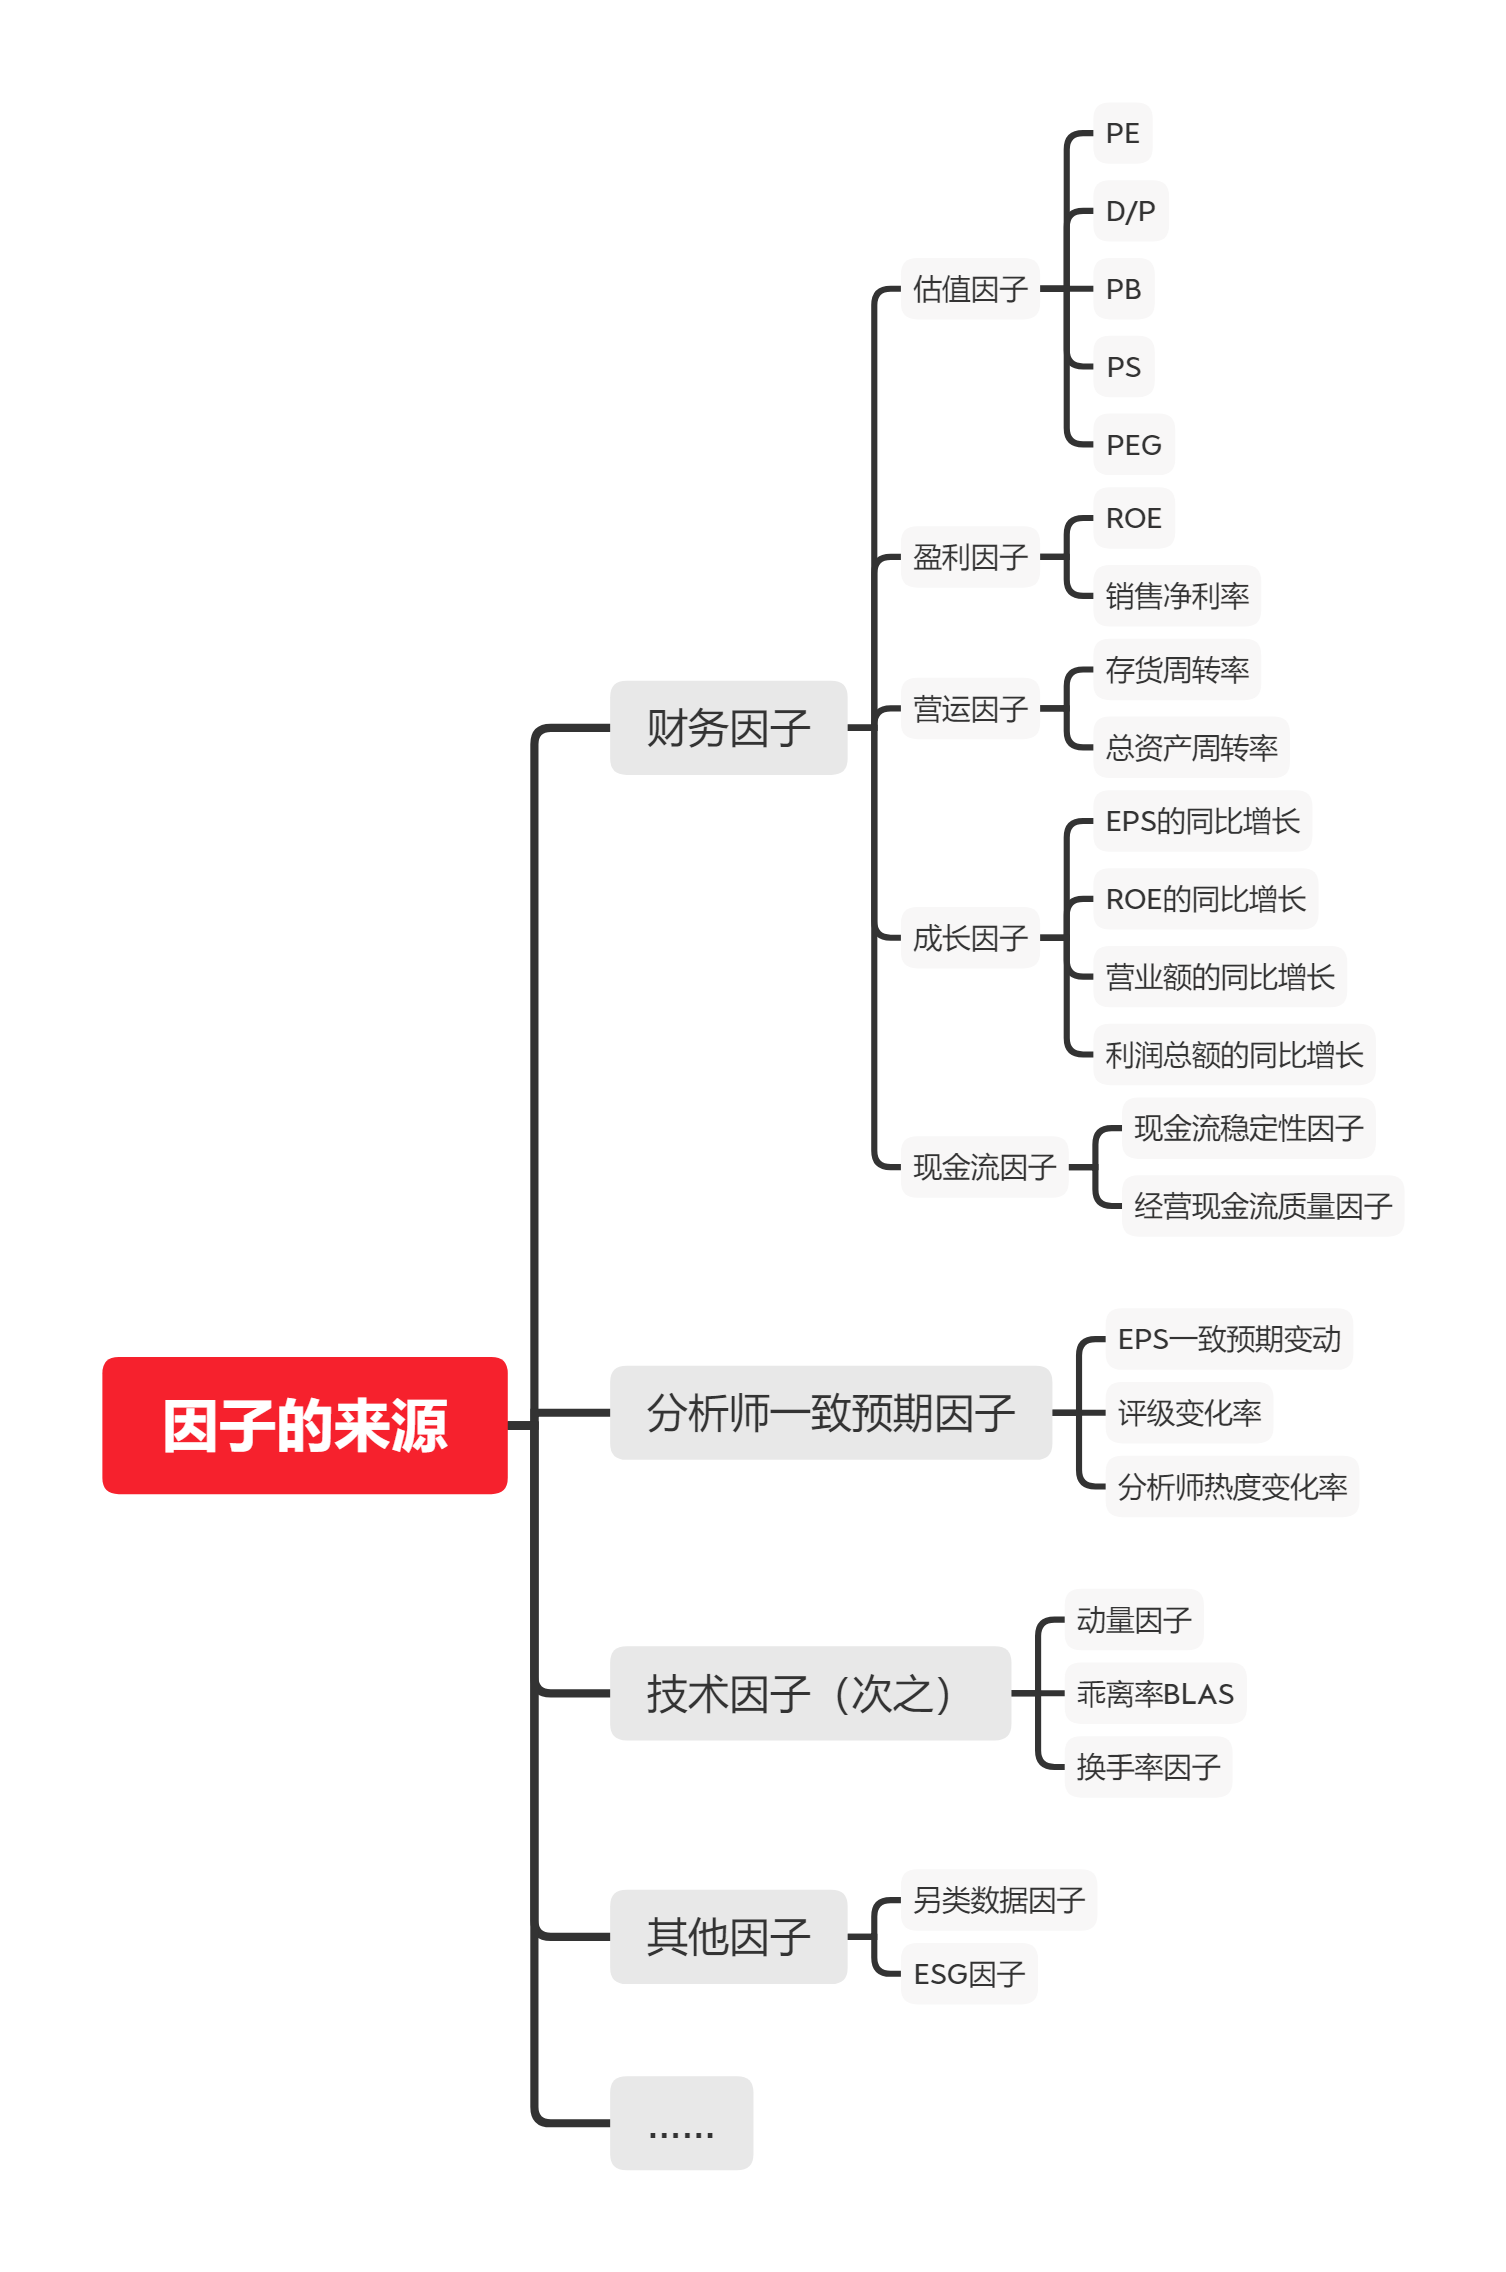 因子的来源
财务因子
估值因子
PE
D/P
PB
PS
PEG
盈利因子
ROE
销售净利率
营运因子
存货周转率
总资产周转率
成长因子
EPS的同比增长
ROE的同比增长
营业额的同比增长
利润总额的同比增长
现金流因子
现金流稳定性因子
经营现金流质量因子
分析师一致预期因子
EPS一致预期变动
评级变化率
分析师热度变化率
技术因子（次之）
动量因子
乖离率BLAS
换手率因子
其他因子
另类数据因子
ESG因子
......